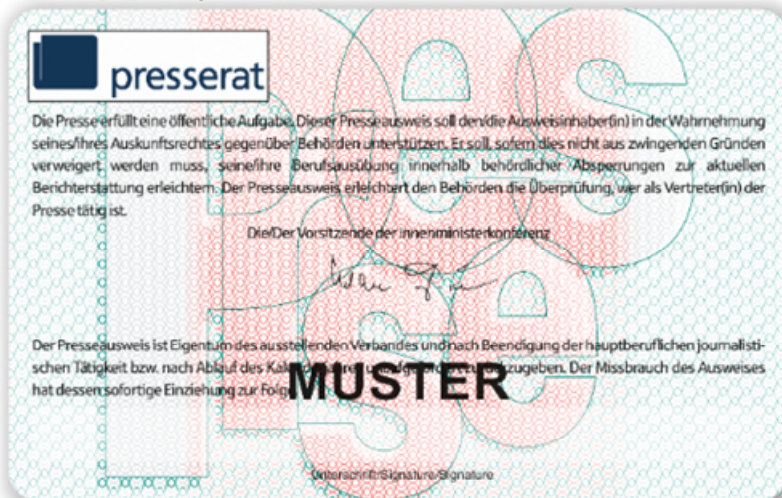 presserat
Die Presse erfüllt eine öffentliche Aufgabe. Dieser Presseausweis soll den/die Ausweisinhaber(in) in der Wahrnehmung
seines/ihres Auskunftsrechtes gegenüber Behörden unterstützen. Er soll, sofern dies nicht aus zwingenden Gründen
verweigert werden muss, seine/ihre Berufsausübung innerhalb behördlicher Absperrungen zur aktuellen
Berichterstattung erleichtern. Der Presseausweis erleichtert den Behörden die Überprüfung, wer als Vertreter(in) der
Presse tätig ist.
Die/Der Vorsitzende der Innenministerkonferenz
Der Presseausweis ist Eigentum des ausstellenden Verbandes und nach Beendigung der hauptberuflichen journalisti-
schen Tätigkeit bzw. nach Ablauf des Der Missbrauch des Ausweises
MUSTER
hat dessen sofortige Einziehung zur
Unterschrift/Signature/Signature
Presse